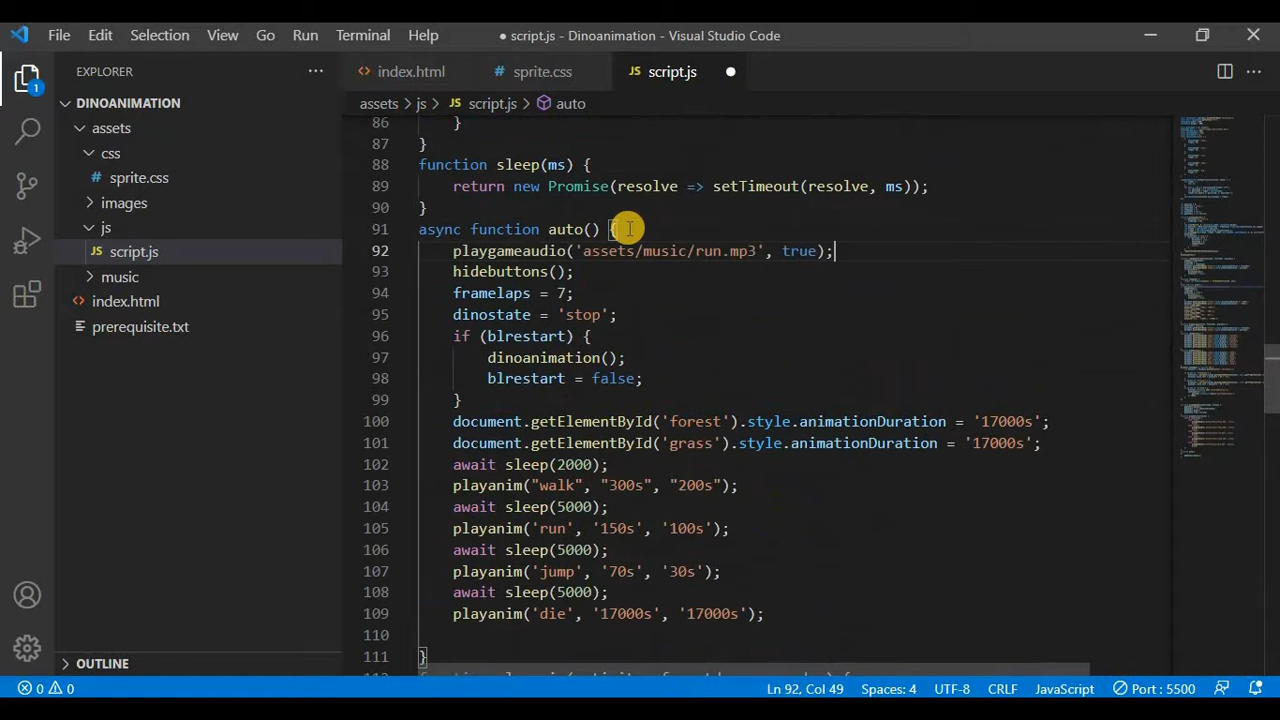 File Edit Selection View Go Run Terminal Help ● script.js - Dinoanimation - Visual Studio Code
1
EXPLORER ···
DINOANIMATION
assets
css
sprite.css
images
js
script.js
music
index.html
prerequisite.txt
OUTLINE
index.html sprite.css script.js
assets > js > script.js > auto
86 }
87 }
88 function sleep(ms) {
89 return new Promise(resolve => setTimeout(resolve, ms));
90 }
91 async function auto() {
92 playgameaudio('assets/music/run.mp3', true);
93 hidebuttons();
94 framelaps = 7;
95 dinostate = 'stop';
96 if (blrestart) {
97 dinoanimation();
98 blrestart = false;
99 }
100 document.getElementById('forest').style.animationDuration = '17000s';
101 document.getElementById('grass').style.animationDuration = '17000s';
102 await sleep(2000);
103 playanim("walk", "300s", "200s");
104 await sleep(5000);
105 playanim('run', '150s', '100s');
106 await sleep(5000);
107 playanim('jump', '70s', '30s');
108 await sleep(5000);
109 playanim('die', '17000s', '17000s');
110
111 }
0 0 Ln 92, Col 49 Spaces: 4 UTF-8 CRLF JavaScript Port : 5500